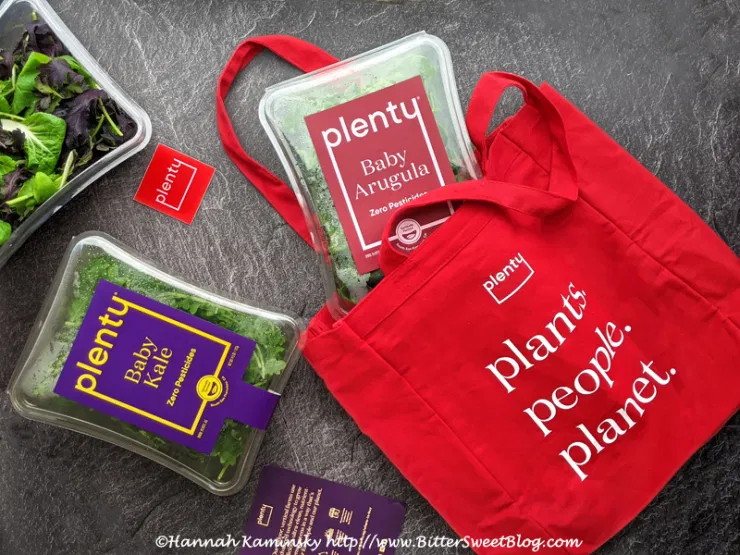 plenty
plenty
Baby
Arugula
Zero Pesticides
plenty
Baby
Kale
Zero Pesticides
plenty
plants.
people.
planet.
plenty
©Hannah Kaminsky http://www.BitterSweetBlog.com